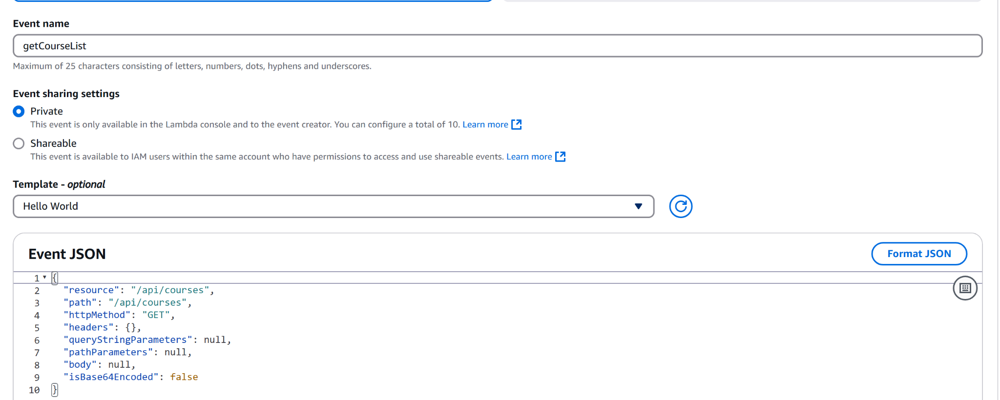 Event name
getCourseList
Maximum of 25 characters consisting of letters, numbers, dots, hyphens and underscores.
Event sharing settings
Private
This event is only available in the Lambda console and to the event creator. You can configure a total of 10. Learn more
Shareable
This event is available to IAM users within the same account who have permissions to access and use shareable events. Learn more
Template - optional
Hello World
Event JSON
Format JSON
1 {
2 "resource": "/api/courses",
3 "path": "/api/courses",
4 "httpMethod": "GET",
5 "headers": {},
6 "queryStringParameters": null,
7 "pathParameters": null,
8 "body": null,
9 "isBase64Encoded": false
10 }